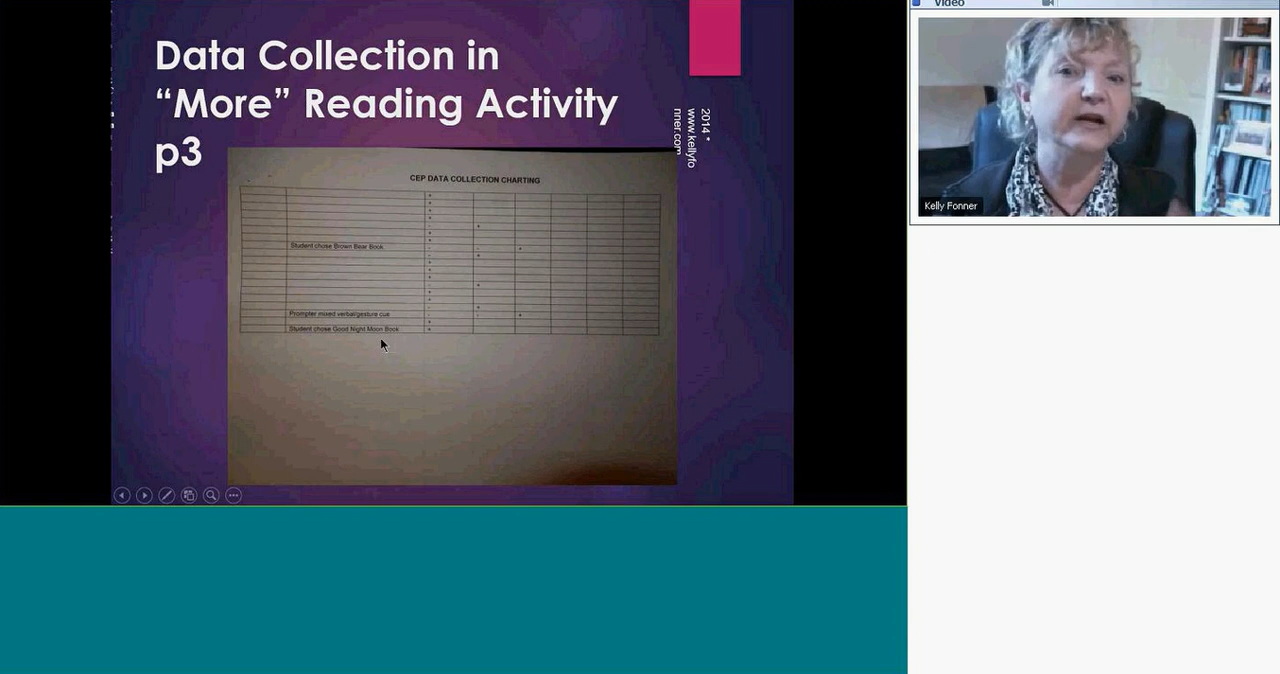 Data Collection in
“More” Reading Activity
p3
2014 *
www.kellyfo
nner.com
CEP DATA COLLECTION CHARTING
Student chose Brown Bear Book
Prompter mixed verbal/gesture cue
Student chose Good Night Moon Book
Video
Kelly Fonner